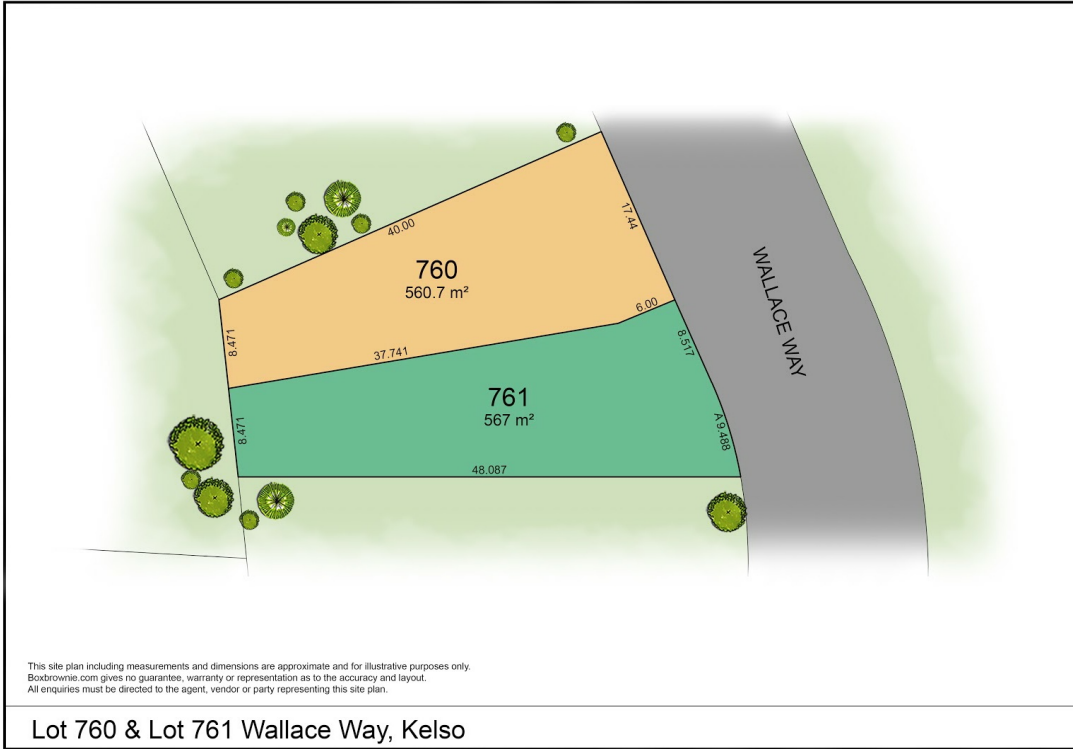 40.00
17.44
760
560.7 m²
6.00
8.471
37.741
8.517
WALLACE WAY
761
567 m²
8.471
A 9.488
48.087
This site plan including measurements and dimensions are approximate and for illustrative purposes only.
Boxbrownie.com gives no guarantee, warranty or representation as to the accuracy and layout.
All enquiries must be directed to the agent, vendor or party representing this site plan.
Lot 760 & Lot 761 Wallace Way, Kelso